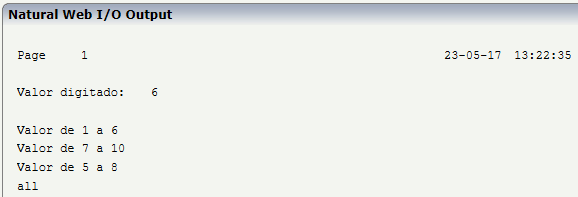 Natural Web I/O Output
Page 1 23-05-17 13:22:35
Valor digitado: 6
Valor de 1 a 6
Valor de 7 a 10
Valor de 5 a 8
all